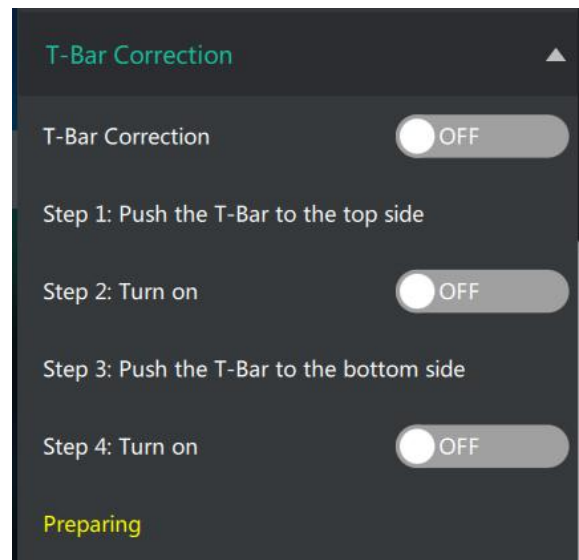 T-Bar Correction
T-Bar Correction OFF
Step 1: Push the T-Bar to the top side
Step 2: Turn on OFF
Step 3: Push the T-Bar to the bottom side
Step 4: Turn on OFF
Preparing